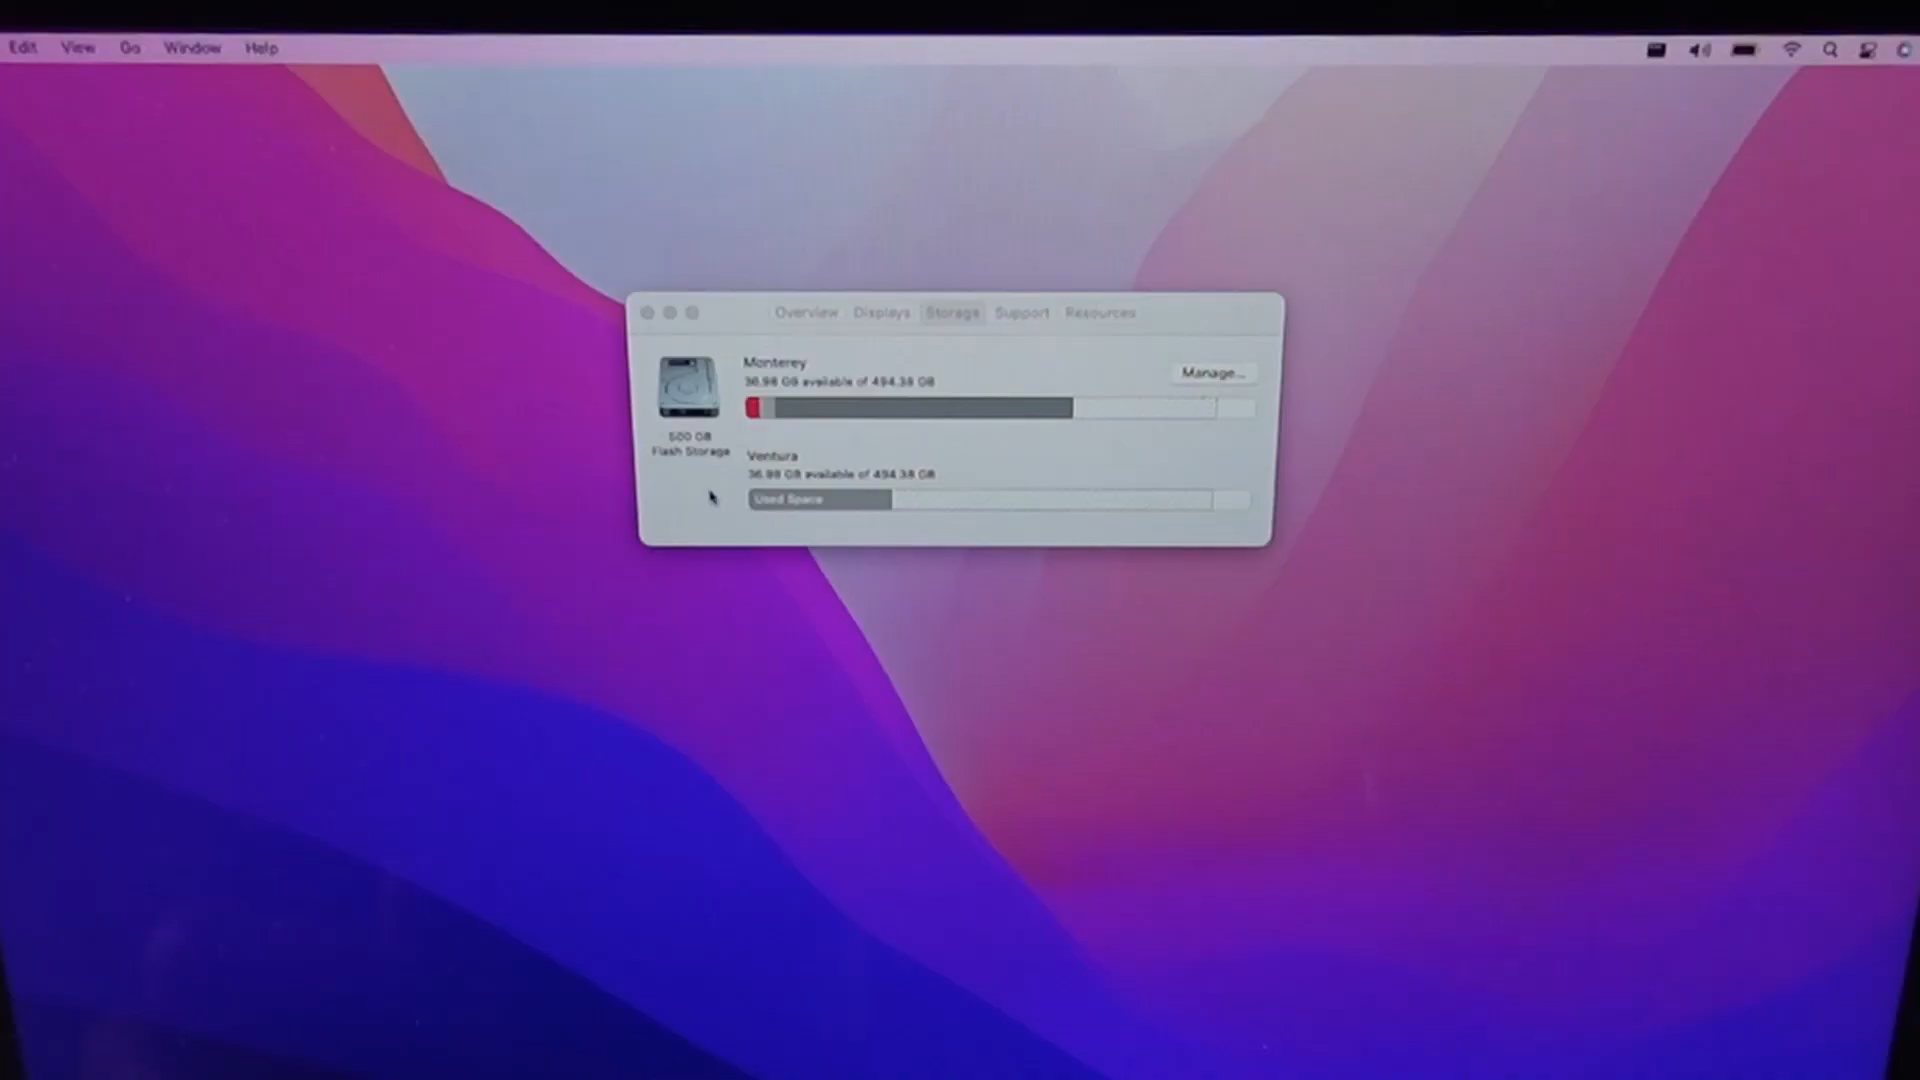 Edit View Go Window Help
Overview Displays Storage Support Resources
Monterey
36.98 GB available of 494.38 GB
Manage...
500 GB
Flash Storage
Ventura
36.98 GB available of 494.38 GB
Used Space